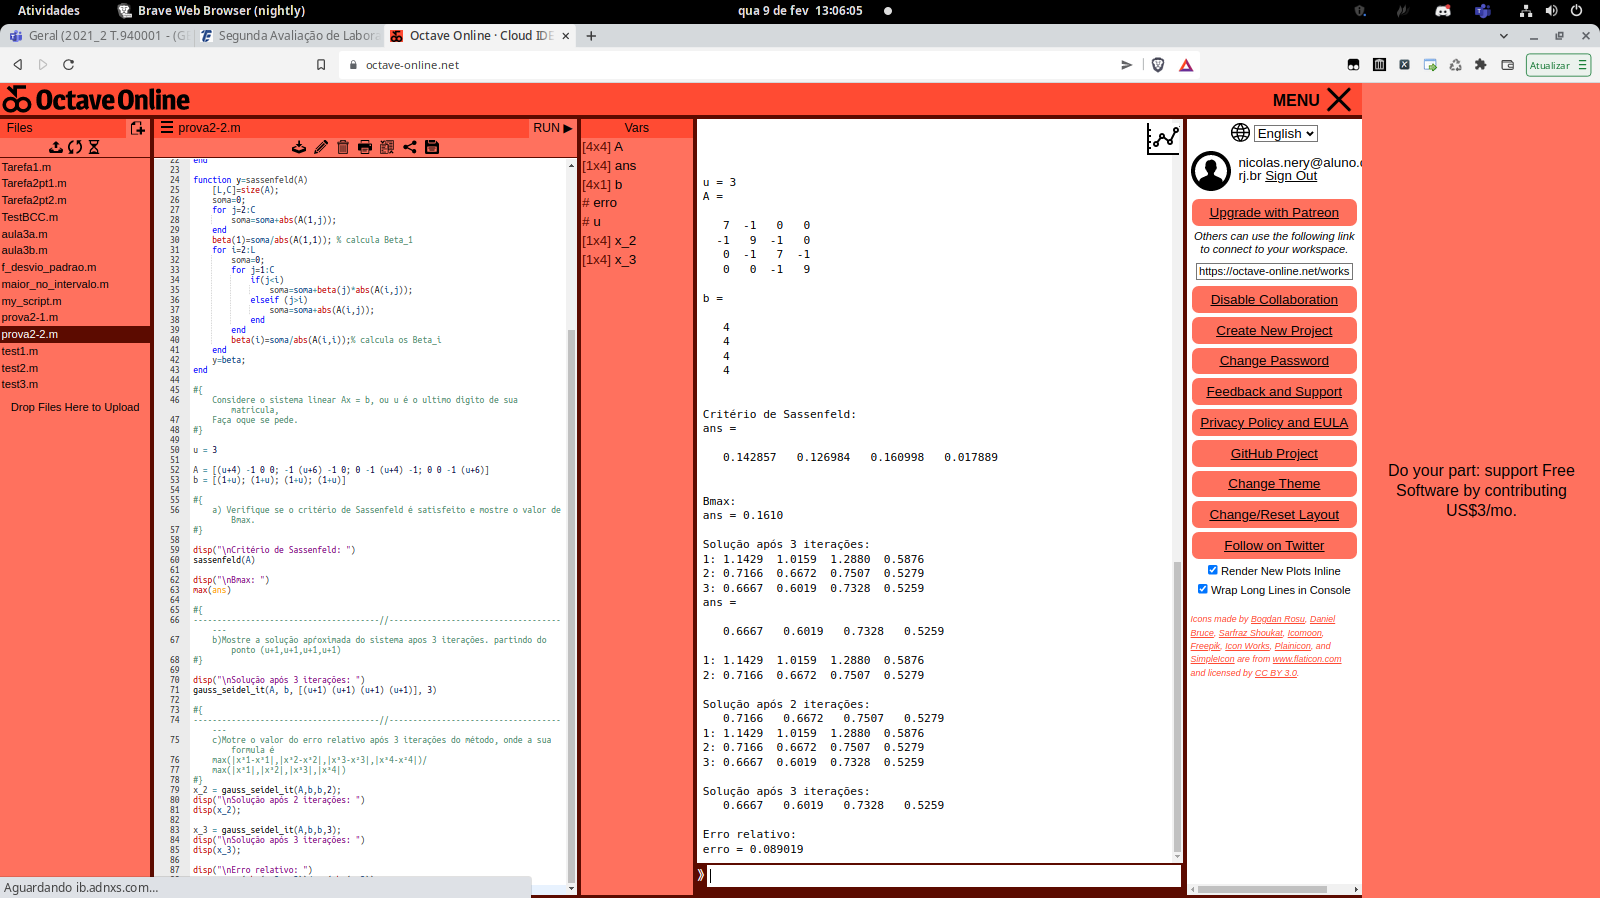 Atividades
Brave Web Browser (nightly)
qua 9 de fev  13:06:05
Geral (2021_2 T.940001 - (GE
Segunda Avaliação de Labora
Octave Online · Cloud IDE
octave-online.net
Atualizar
OctaveOnline
MENU
Files
Tarefa1.m
Tarefa2pt1.m
Tarefa2pt2.m
TestBCC.m
aula3a.m
aula3b.m
f_desvio_padrao.m
maior_no_intervalo.m
my_script.m
prova2-1.m
prova2-2.m
test1.m
test2.m
test3.m
Drop Files Here to Upload
prova2-2.m
RUN
22 end
23
24 function y=sassenfeld(A)
25 [L,C]=size(A);
26 soma=0;
27 for j=2:C
28 soma=soma+abs(A(1,j));
29 end
30 beta(1)=soma/abs(A(1,1)); % calcula Beta_1
31 for i=2:L
32 soma=0;
33 for j=1:C
34 if(j<i)
35 soma=soma+beta(j)*abs(A(i,j));
36 elseif (j>i)
37 soma=soma+abs(A(i,j));
38 end
39 end
40 beta(i)=soma/abs(A(i,i));% calcula os Beta_i
41 end
42 y=beta;
43 end
44
45 #{
46 Considere o sistema linear Ax = b, ou u é o ultimo digito de sua
matricula,
47 Faça oque se pede.
48 #}
49
50 u = 3
51
52 A = [(u+4) -1 0 0; -1 (u+6) -1 0; 0 -1 (u+4) -1; 0 0 -1 (u+6)]
53 b = [(1+u); (1+u); (1+u); (1+u)]
54
55 #{
56 a) Verifique se o critério de Sassenfeld é satisfeito e mostre o valor de
Bmax.
57 #}
58
59 disp("\nCritério de Sassenfeld: ")
60 sassenfeld(A)
61
62 disp("\nBmax: ")
63 max(ans)
64
65 #{
66 --------------------------------------//-----------------------------------
---
67 b)Mostre a solução apŕoximada do sistema apos 3 iterações. partindo do
ponto (u+1,u+1,u+1,u+1)
68 #}
69
70 disp("\nSolução após 3 iterações: ")
71 gauss_seidel_it(A, b, [(u+1) (u+1) (u+1) (u+1)], 3)
72
73 #{
74 --------------------------------------//-----------------------------------
---
75 c)Motre o valor do erro relativo após 3 iterações do método, onde a sua
formula é
76 max(|x³1-x²1|,|x³2-x²2|,|x³3-x²3|,|x³4-x²4|)/
77 max(|x³1|,|x³2|,|x³3|,|x³4|)
78 #}
79 x_2 = gauss_seidel_it(A,b,b,2);
80 disp("\nSolução após 2 iterações: ")
81 disp(x_2);
82
83 x_3 = gauss_seidel_it(A,b,b,3);
84 disp("\nSolução após 3 iterações: ")
85 disp(x_3);
86
87 disp("\nErro relativo: ")
Aguardando ib.adnxs.com...
Vars
[4x4] A
[1x4] ans
[4x1] b
# erro
# u
[1x4] x_2
[1x4] x_3
u = 3
A =
7 -1 0 0
-1 9 -1 0
0 -1 7 -1
0 0 -1 9
b =
4
4
4
4
Critério de Sassenfeld:
ans =
0.142857 0.126984 0.160998 0.017889
Bmax:
ans = 0.1610
Solução após 3 iterações:
1: 1.1429 1.0159 1.2880 0.5876
2: 0.7166 0.6672 0.7507 0.5279
3: 0.6667 0.6019 0.7328 0.5259
ans =
0.6667 0.6019 0.7328 0.5259
1: 1.1429 1.0159 1.2880 0.5876
2: 0.7166 0.6672 0.7507 0.5279
Solução após 2 iterações:
0.7166 0.6672 0.7507 0.5279
1: 1.1429 1.0159 1.2880 0.5876
2: 0.7166 0.6672 0.7507 0.5279
3: 0.6667 0.6019 0.7328 0.5259
Solução após 3 iterações:
0.6667 0.6019 0.7328 0.5259
Erro relativo:
erro = 0.089019
»
English
nicolas.nery@aluno.c
rj.br Sign Out
Upgrade with Patreon
Others can use the following link
to connect to your workspace.
https://octave-online.net/works
Disable Collaboration
Create New Project
Change Password
Feedback and Support
Privacy Policy and EULA
GitHub Project
Change Theme
Change/Reset Layout
Follow on Twitter
Render New Plots Inline
Wrap Long Lines in Console
Icons made by Bogdan Rosu, Daniel
Bruce, Sarfraz Shoukat, Icomoon,
Freepik, Icon Works, Plainicon, and
SimpleIcon are from www.flaticon.com
and licensed by CC BY 3.0.
Do your part: support Free
Software by contributing
US$3/mo.